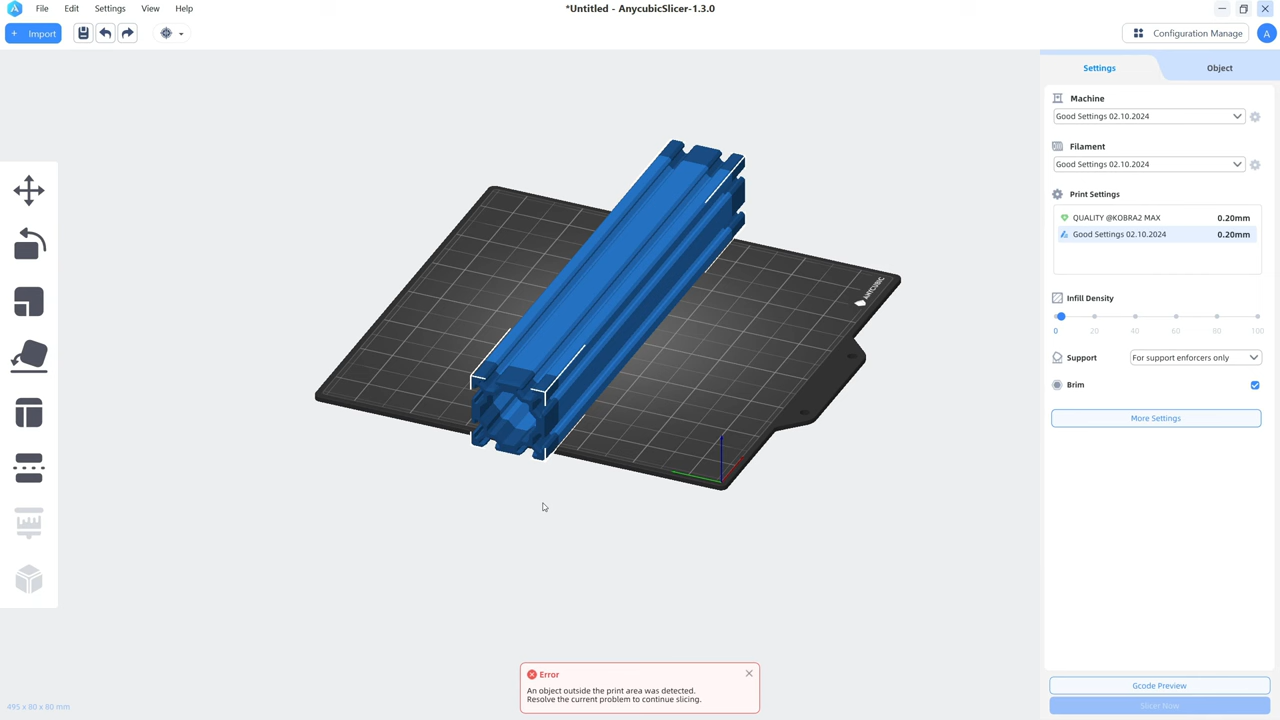 File Edit Settings View Help
*Untitled - AnycubicSlicer-1.3.0
+ Import
Configuration Manage
A
Settings
Object
Machine
Good Settings 02.10.2024
Filament
Good Settings 02.10.2024
Print Settings
QUALITY @KOBRA2 MAX 0.20mm
Good Settings 02.10.2024 0.20mm
Infill Density
0 20 40 60 80 100
Support For support enforcers only
Brim
More Settings
ANYCUBIC
Error
An object outside the print area was detected.
Resolve the current problem to continue slicing.
Gcode Preview
Slicer Now
495 x 80 x 80 mm